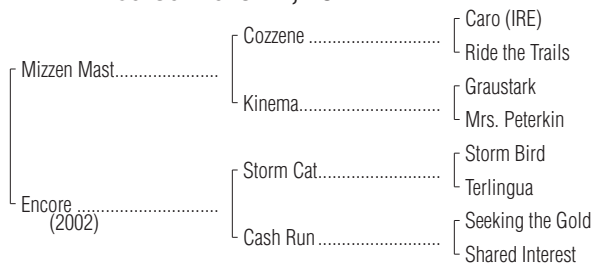 Caro (IRE)
Cozzene
Ride the Trails
Mizzen Mast
Graustark
Kinema
Mrs. Peterkin
Storm Bird
Storm Cat
Terlingua
Encore
(2002)
Seeking the Gold
Cash Run
Shared Interest